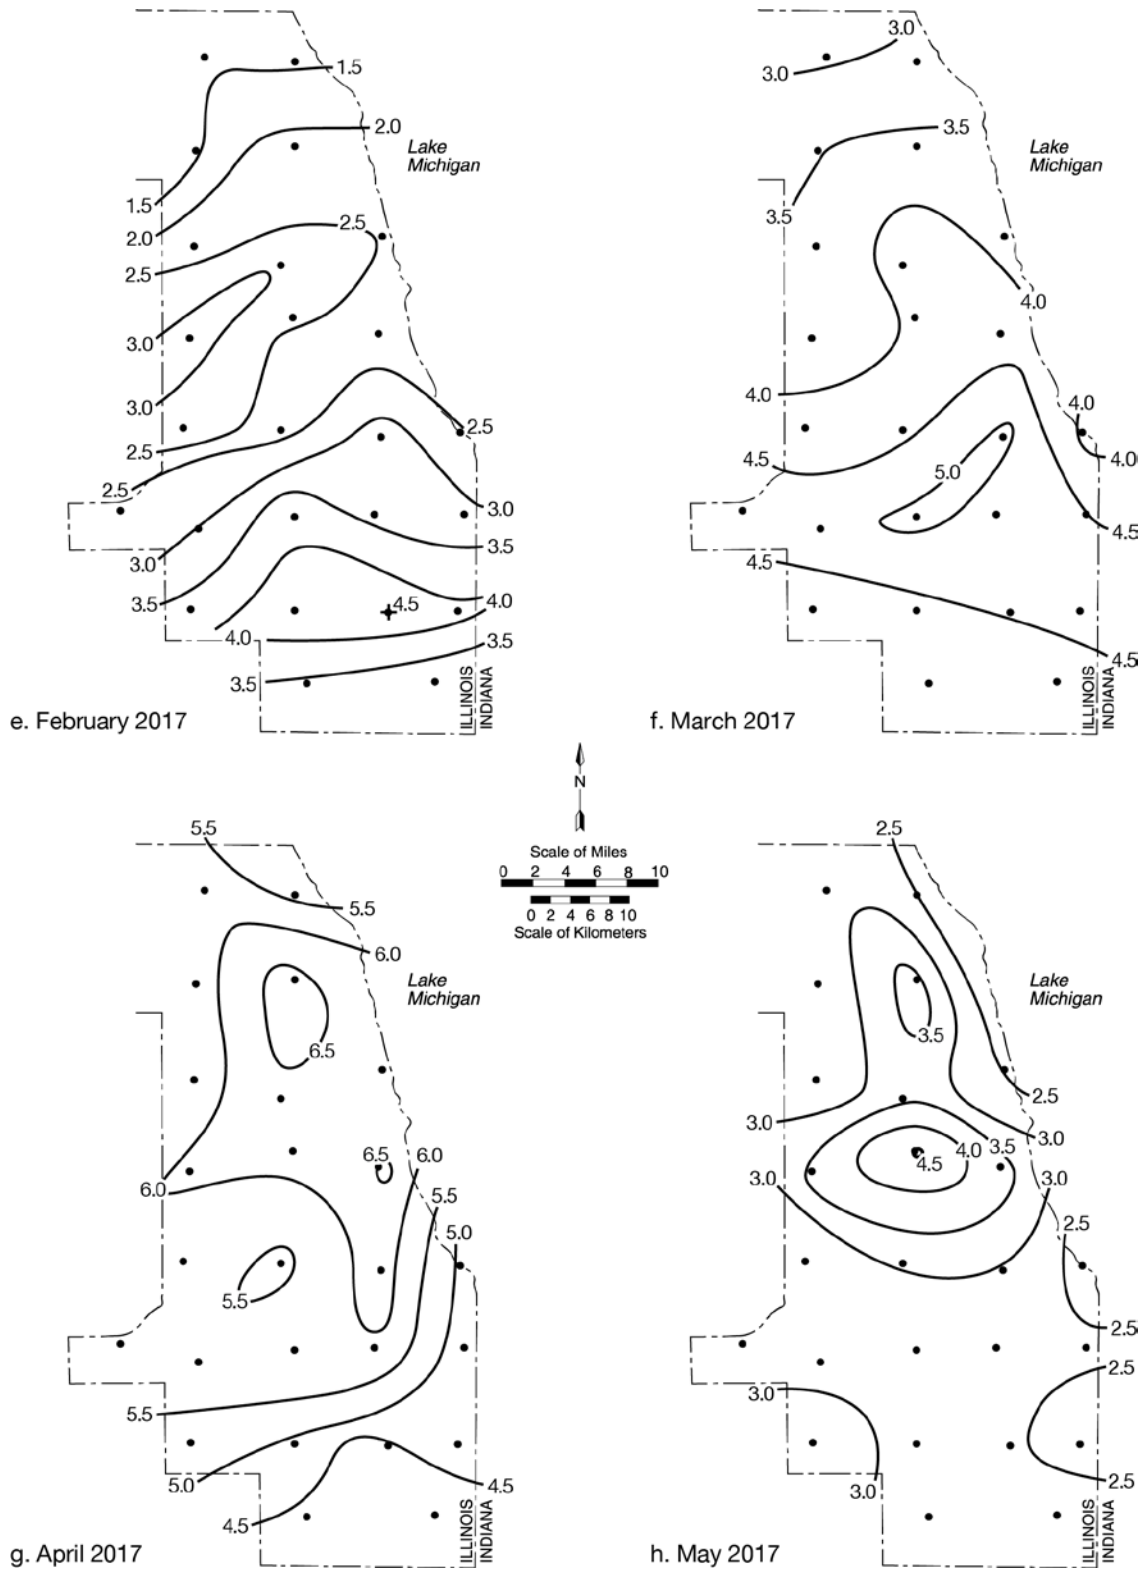 1.5
2.0
Lake
Michigan
1.5
2.0
2.5
2.5
3.0
3.0
2.5
2.5
2.5
3.0
3.0
3.5
3.5
4.5
4.0
4.0
3.5
3.5
ILLINOIS
INDIANA
e. February 2017
3.0
3.0
3.5
Lake
Michigan
3.5
4.0
4.0
4.0
4.5
5.0
4.0
4.5
4.5
4.5
ILLINOIS
INDIANA
f. March 2017
N
Scale of Miles
0 2 4 6 8 10
0 2 4 6 8 10
Scale of Kilometers
5.5
5.5
6.0
Lake
Michigan
6.5
6.5
6.0
6.0
5.5
5.0
5.5
5.5
5.0
4.5
4.5
ILLINOIS
INDIANA
g. April 2017
2.5
Lake
Michigan
3.5
2.5
3.0
3.0
3.5
4.0
4.5
3.0
3.0
2.5
2.5
2.5
3.0
2.5
3.0
ILLINOIS
INDIANA
h. May 2017